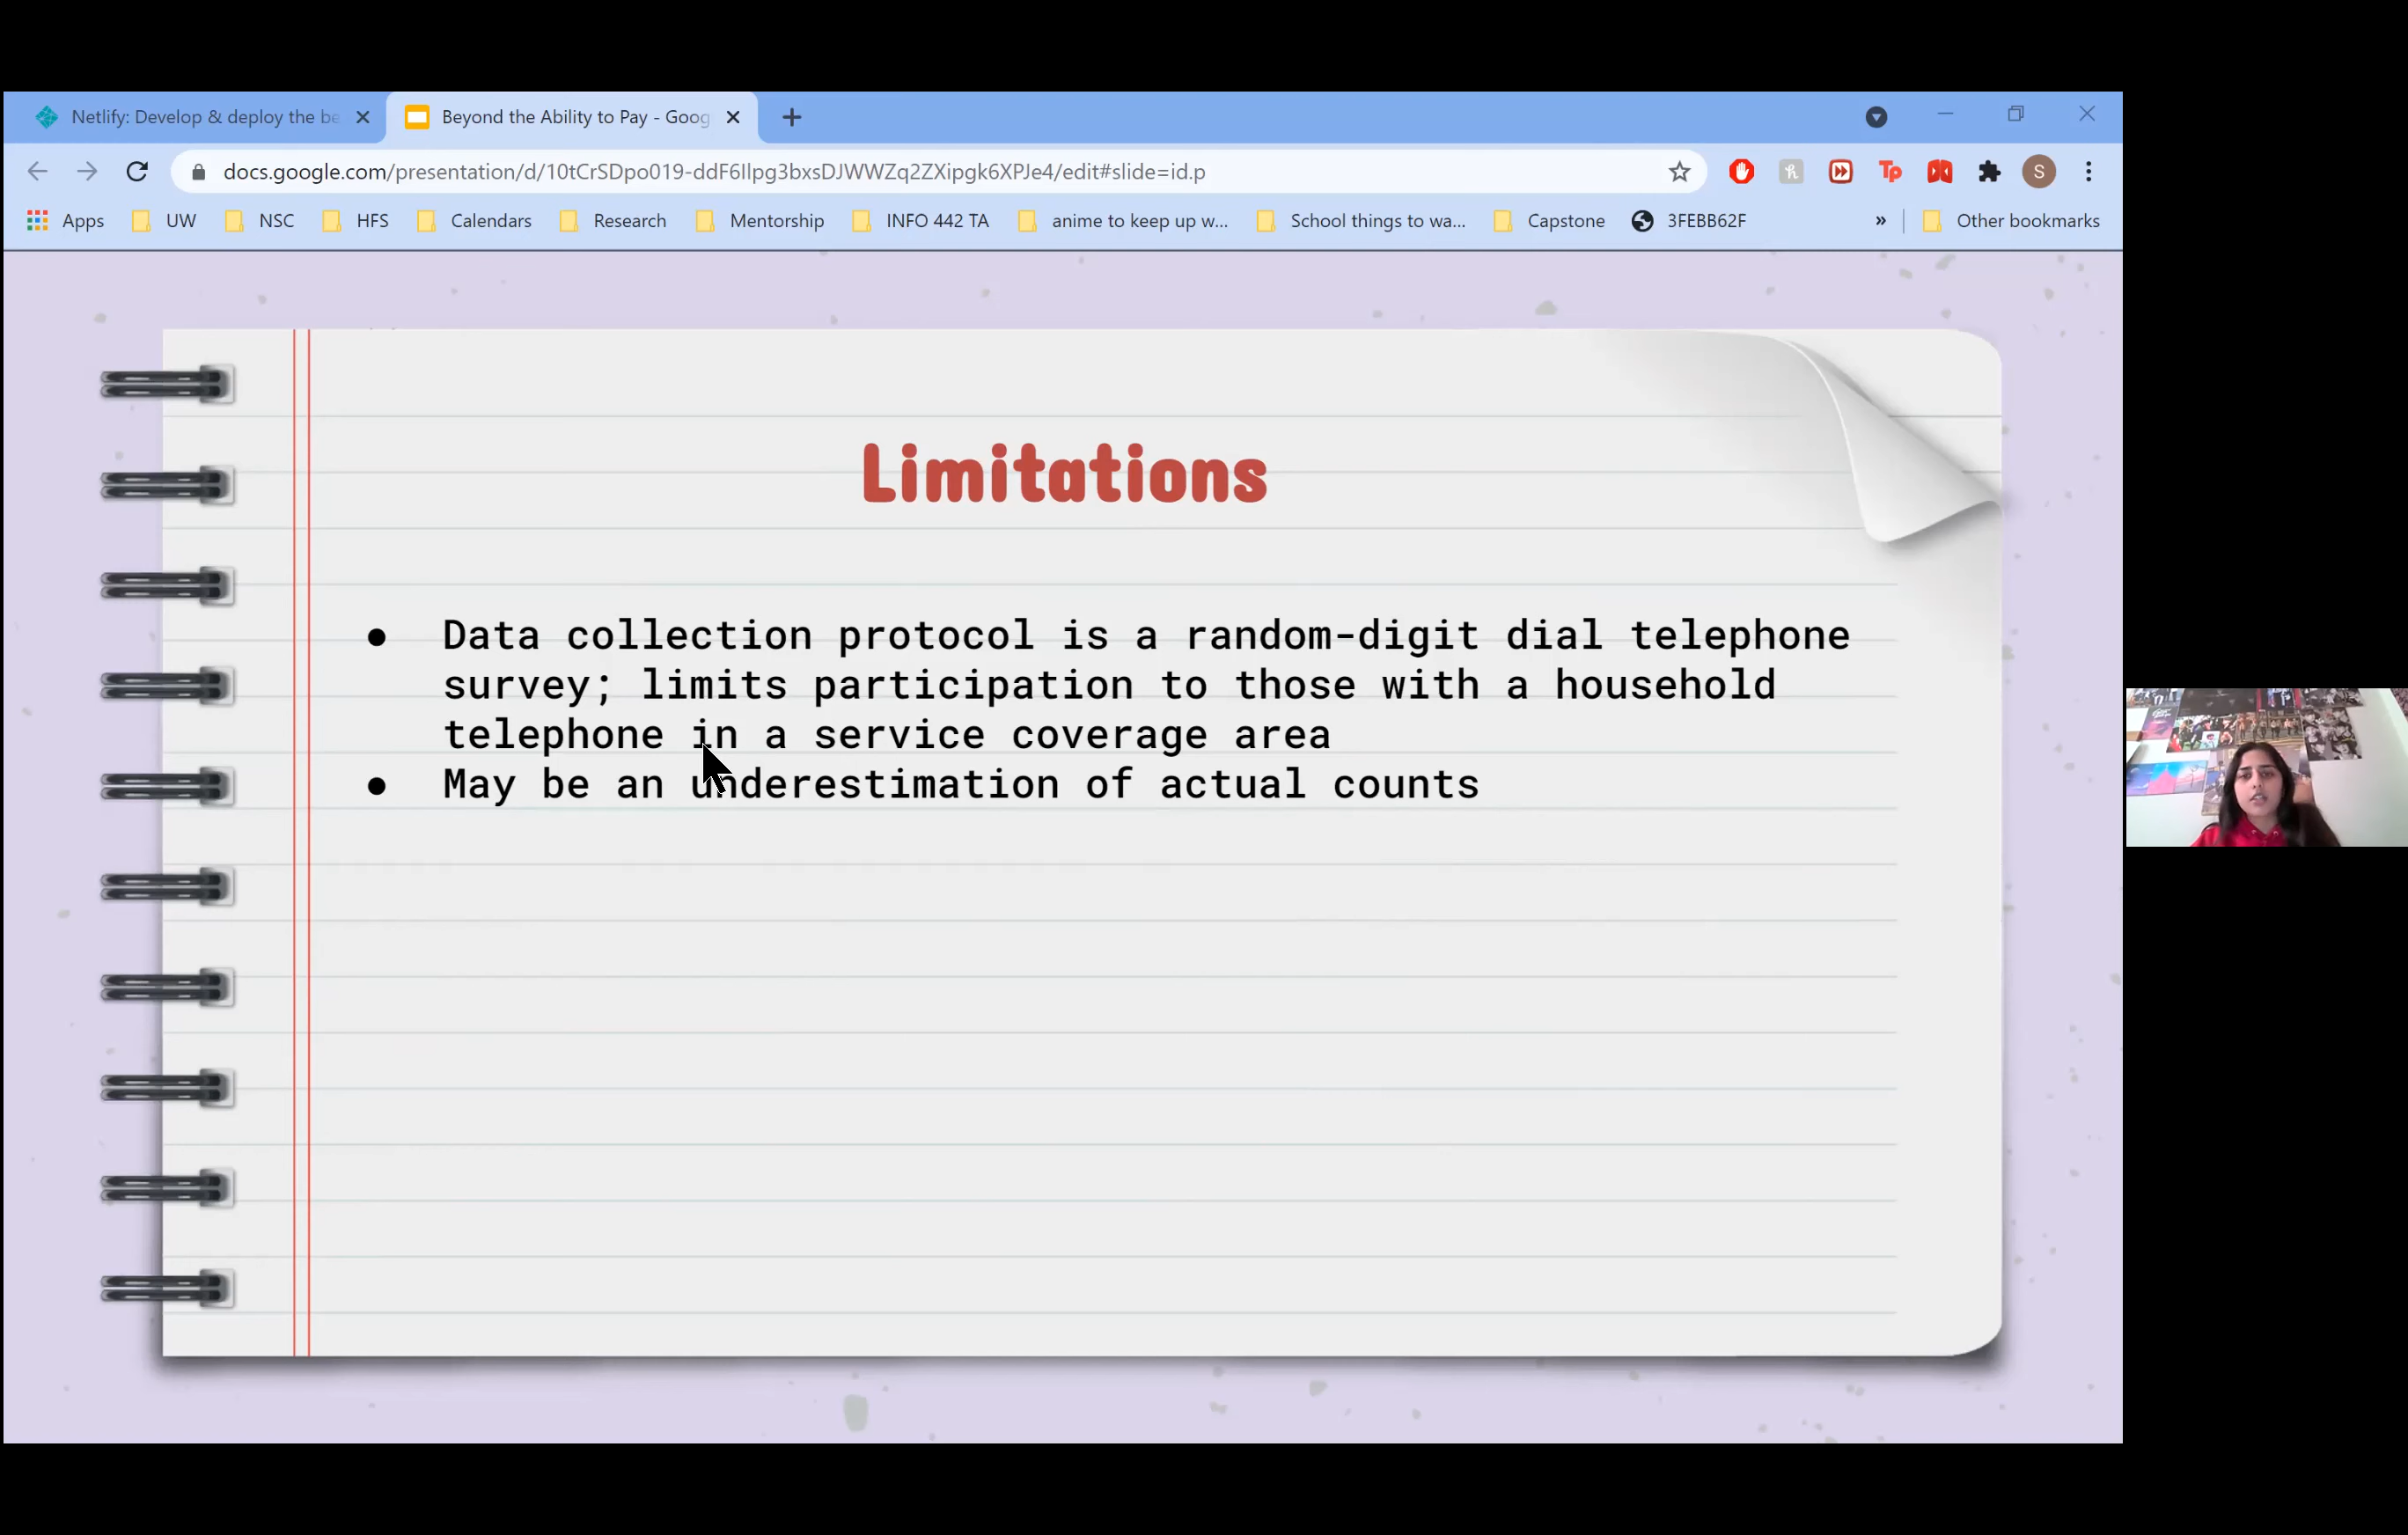 Netlify: Develop & deploy the be
Beyond the Ability to Pay - Goog
docs.google.com/presentation/d/10tCrSDpo019-ddF6Ilpg3bxsDJWWZq2ZXipgk6XPJe4/edit#slide=id.p
Tp
S
Apps UW NSC HFS Calendars Research Mentorship INFO 442 TA anime to keep up w... School things to wa... Capstone 3FEBB62F » Other bookmarks
Limitations
● Data collection protocol is a random-digit dial telephone
survey; limits participation to those with a household
telephone in a service coverage area
● May be an underestimation of actual counts